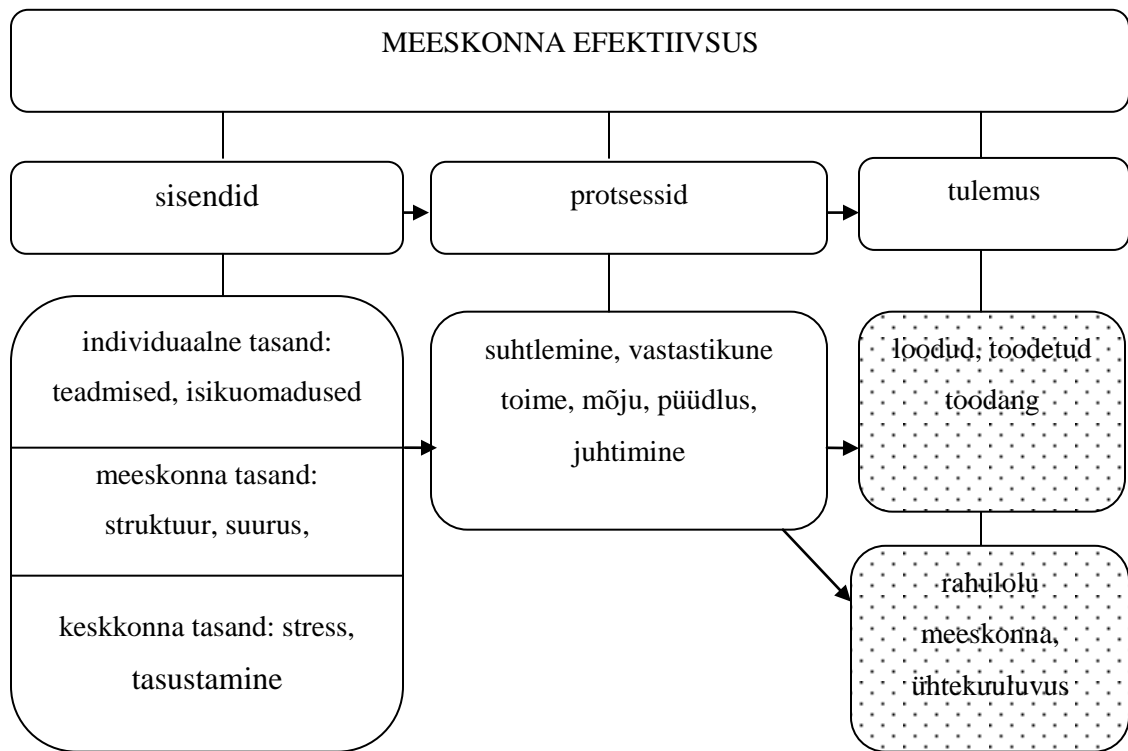 MEESKONNA EFEKTIIVSUS
sisendid
protsessid
tulemus
individuaalne tasand:
teadmised, isikuomadused
meeskonna tasand:
struktuur, suurus,
keskkonna tasand: stress,
tasustamine
suhtlemine, vastastikune
toime, mõju, püüdlus,
juhtimine
loodud, toodetud
toodang
rahulolu
meeskonna,
ühtekuuluvus